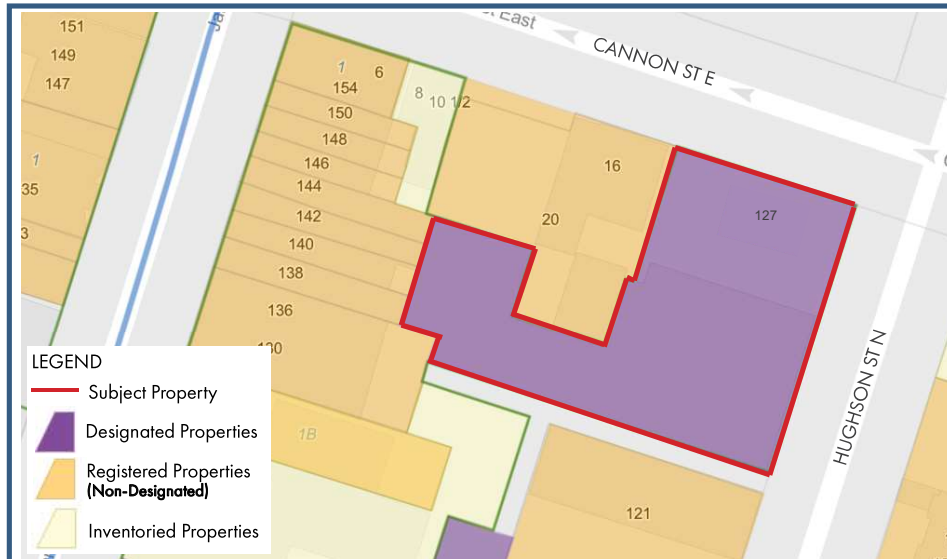 151
149
147
1
35
3
East
CANNON ST E
1
6
154
150
148
146
144
142
140
138
136
8
10 1/2
16
20
127
HUGHSON ST N
1B
121
LEGEND
Subject Property
Designated Properties
Registered Properties
(Non-Designated)
Inventoried Properties